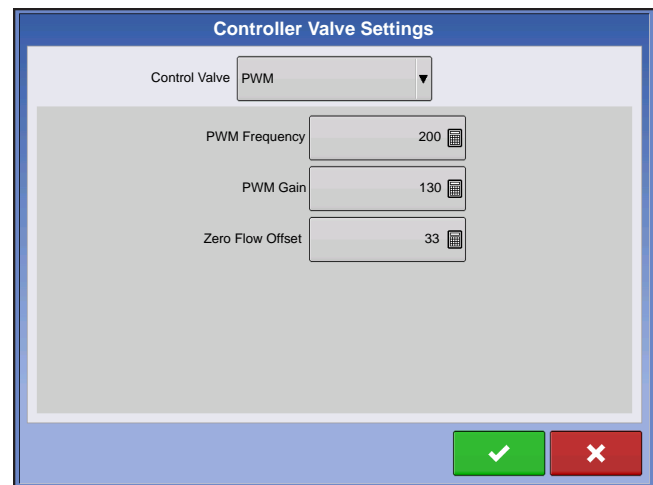 Controller Valve Settings
Control Valve PWM
PWM Frequency 200
PWM Gain 130
Zero Flow Offset 33